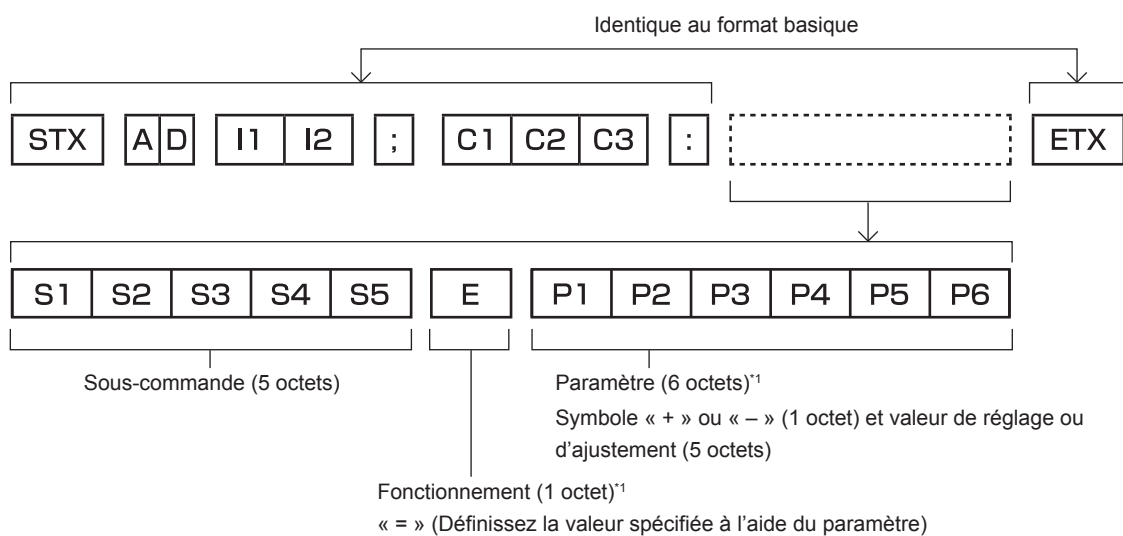 Identique au format basique
STX A D I1 I2 ; C1 C2 C3 : ETX
S1 S2 S3 S4 S5 E P1 P2 P3 P4 P5 P6
Sous-commande (5 octets)
Paramètre (6 octets)*1
Symbole « + » ou « – » (1 octet) et valeur de réglage ou
d’ajustement (5 octets)
Fonctionnement (1 octet)*1
« = » (Définissez la valeur spécifiée à l’aide du paramètre)